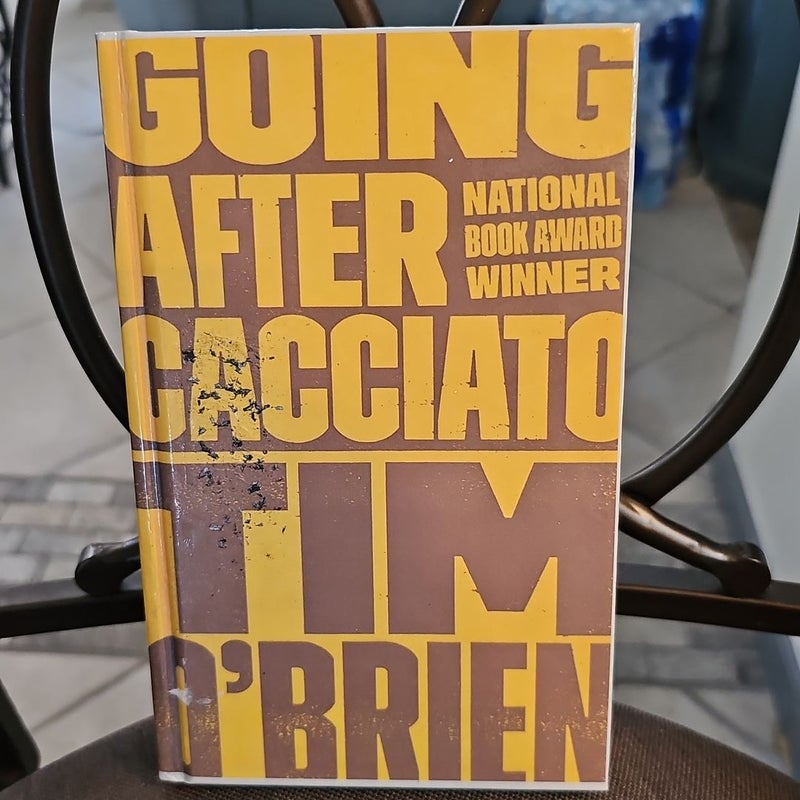 GOING
AFTER
NATIONAL
BOOK AWARD
WINNER
CACCIATO
TIM
O'BRIEN